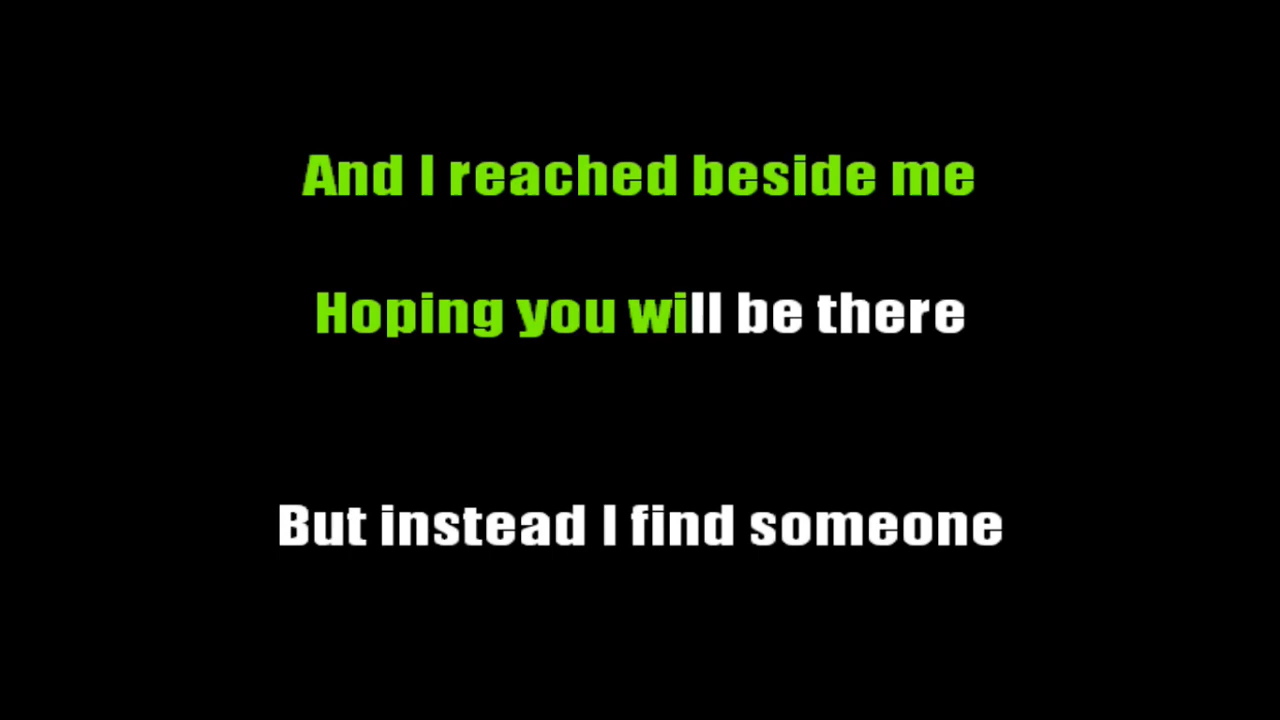 And I reached beside me
Hoping you will be there
But instead I find someone